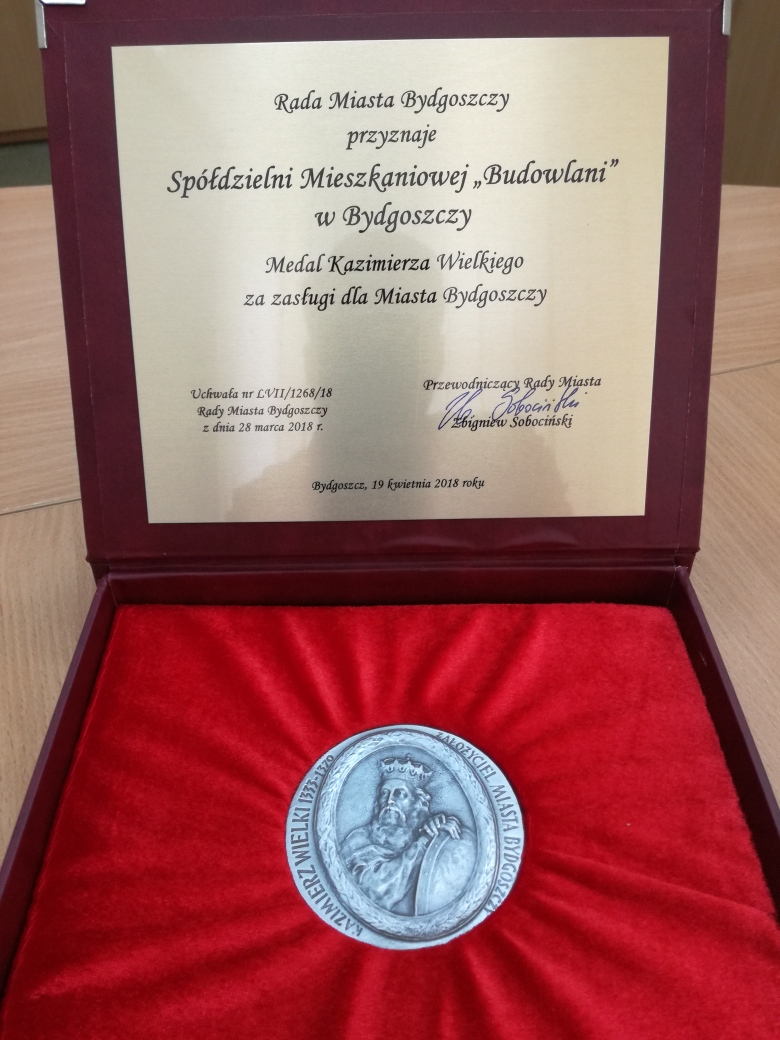 Rada Miasta Bydgoszczy
przyznaje
Spółdzielni Mieszkaniowej „Budowlani”
w Bydgoszczy
Medal Kazimierza Wielkiego
za zasługi dla Miasta Bydgoszczy
Uchwała nr LVII/1268/18
Rady Miasta Bydgoszczy
z dnia 28 marca 2018 r.
Przewodniczący Rady Miasta
Zb. Sobociński
Zbigniew Sobociński
Bydgoszcz, 19 kwietnia 2018 roku
KAZIMIERZ WIELKI 1333-1370
ZAŁOŻYCIEL MIASTA BYDGOSZCZY